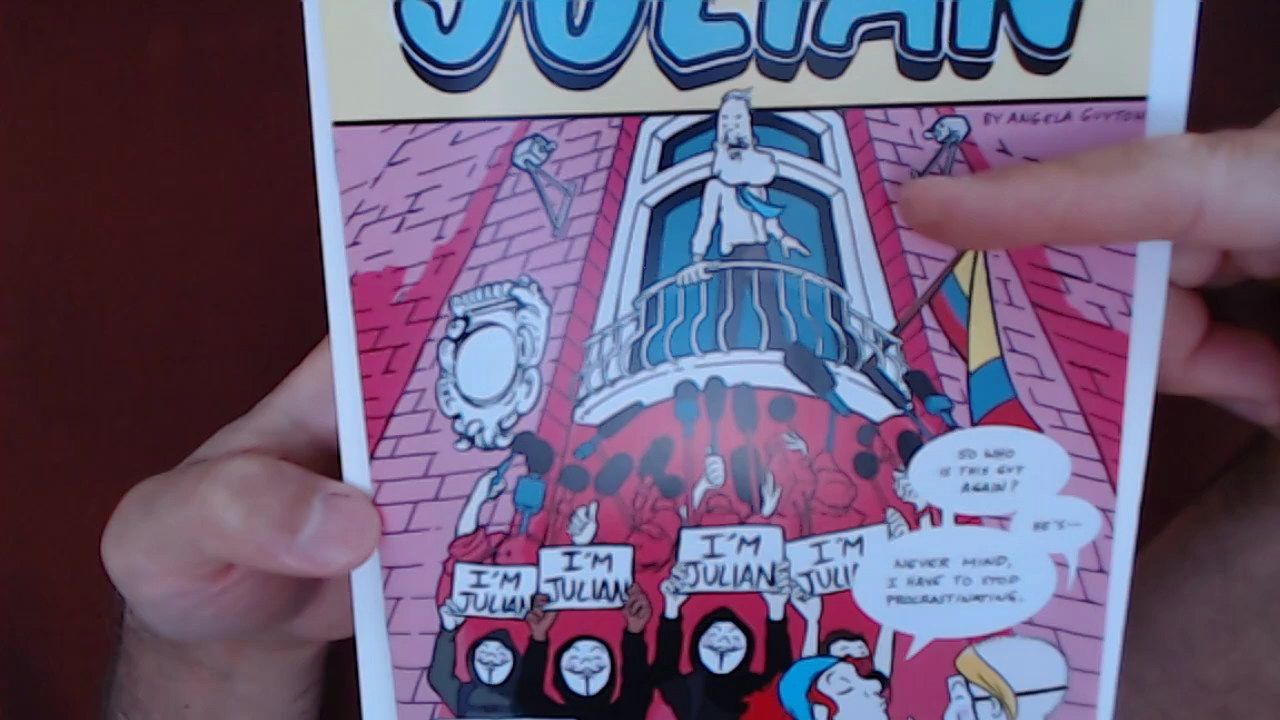 JULIAN
BY ANGELA GUYTON
SO WHO
IS THIS GUY
AGAIN?
HE'S—
NEVER MIND,
I HAVE TO STOP
PROCRASTINATING.
I'M
JULIAN
I'M
JULIAN
I'M
JULIAN
I'M
JULI